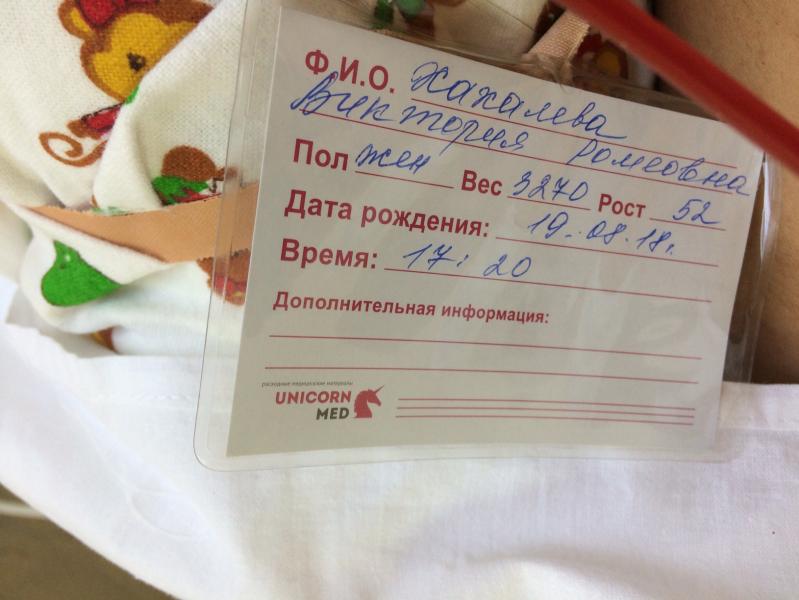 Ф.И.О. Хахалева
Виктория Ромеовна
Пол жен Вес 3270 Рост 52
Дата рождения: 19.08.18г.
Время: 17:20
Дополнительная информация:
расходные медицинские материалы
UNICORN
MED